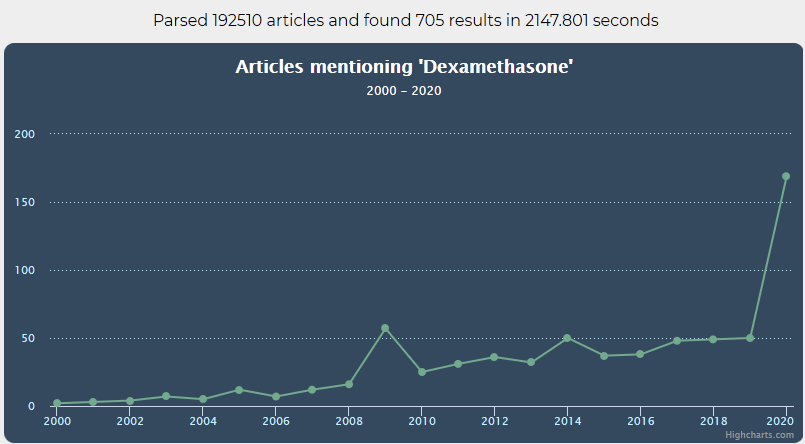 Parsed 192510 articles and found 705 results in 2147.801 seconds
Articles mentioning 'Dexamethasone'
2000 - 2020
200
150
100
50
0
2000 2002 2004 2006 2008 2010 2012 2014 2016 2018 2020
Highcharts.com